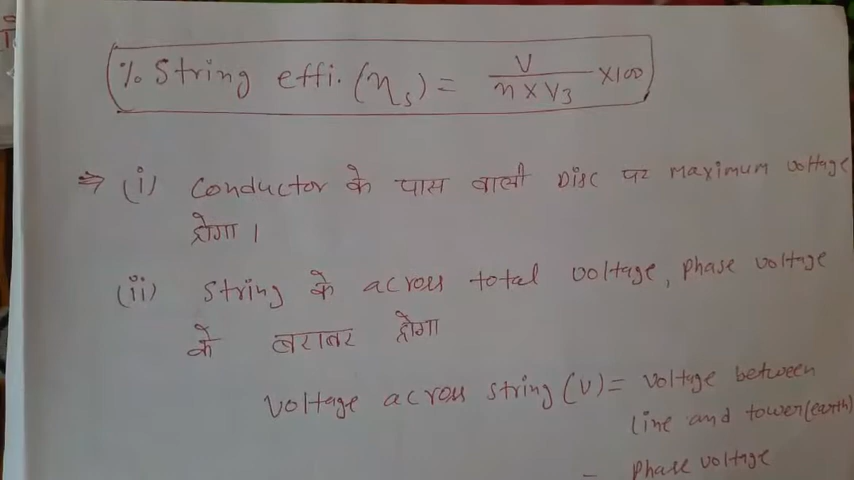 % String effi. (η_s) = V / n × V3 × 100
⇒ (i) Conductor के पास वाली Disc पर maximum voltage
होगा।
(ii) String के across total voltage, phase voltage
के बराबर होगा
Voltage across string (V) = voltage between
line and tower (earth)
= phase voltage